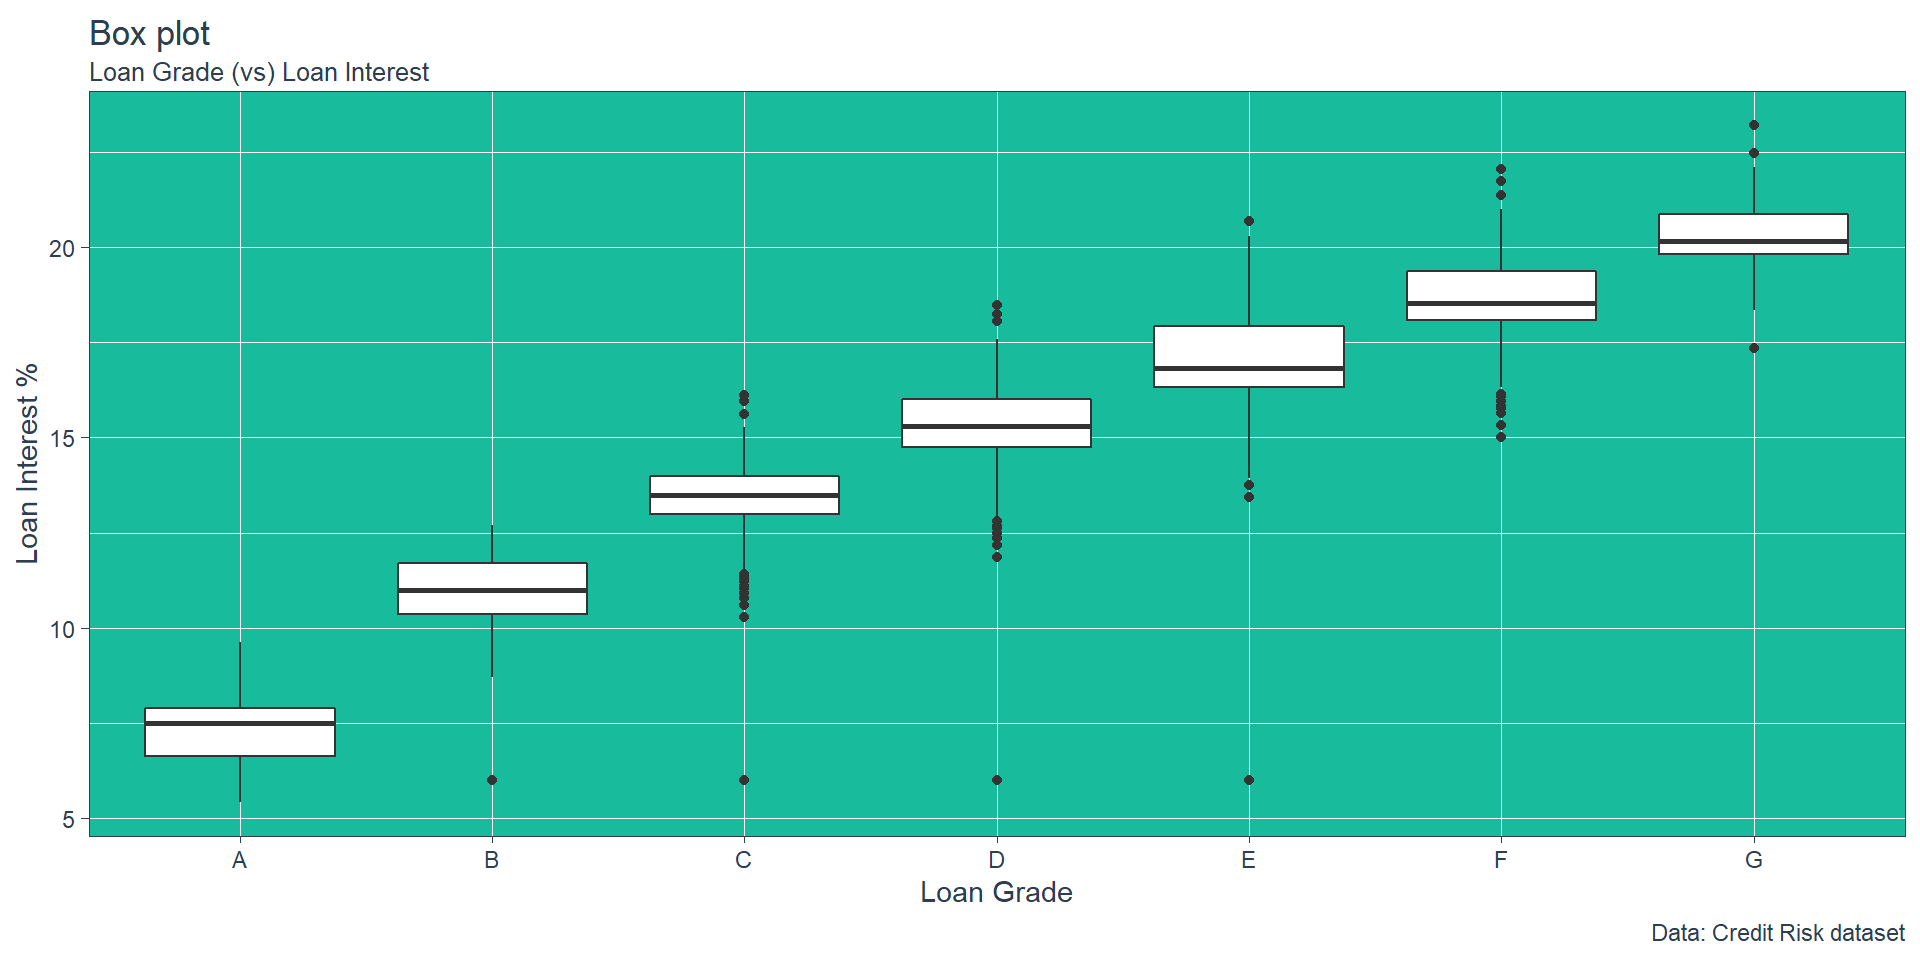 Box plot
Loan Grade (vs) Loan Interest
Loan Interest %
20
15
10
5
A B C D E F G
Loan Grade
Data: Credit Risk dataset